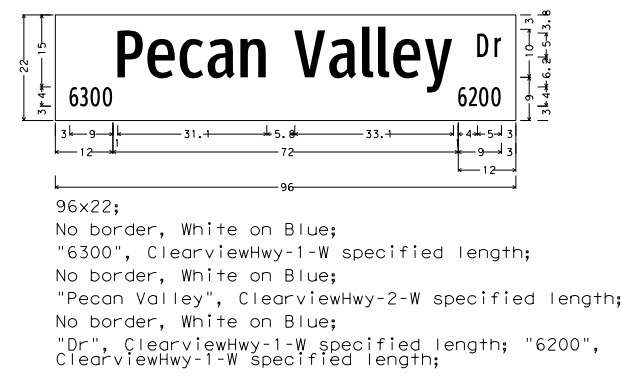 Pecan Valley Dr
6300 6200
22
15
4
3
3 3.8
10 5
6.2
9 4
3
3 9 31.1 5.8 33.1 4 5 3
1 1
12 72 9 3
12
96
96x22;
No border, White on Blue;
"6300", ClearviewHwy-1-W specified length;
No border, White on Blue;
"Pecan Valley", ClearviewHwy-2-W specified length;
No border, White on Blue;
"Dr", ClearviewHwy-1-W specified length; "6200",
ClearviewHwy-1-W specified length;